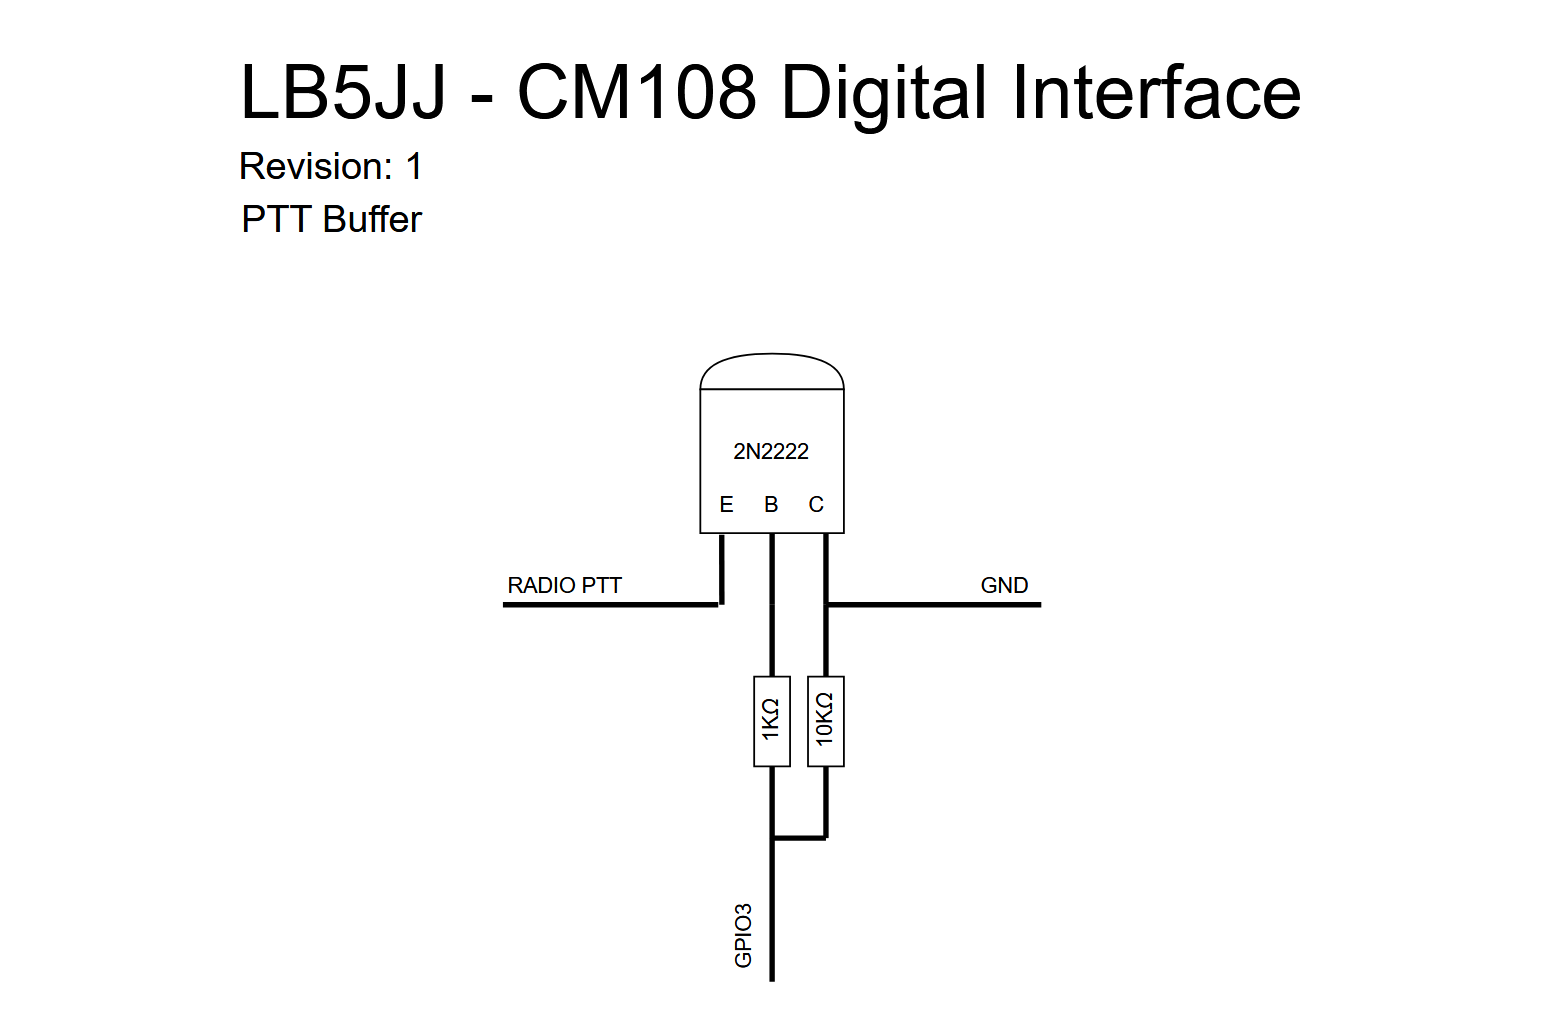 LB5JJ - CM108 Digital Interface
Revision: 1
PTT Buffer
2N2222
E B C
RADIO PTT
GND
1KΩ
10KΩ
GPIO3